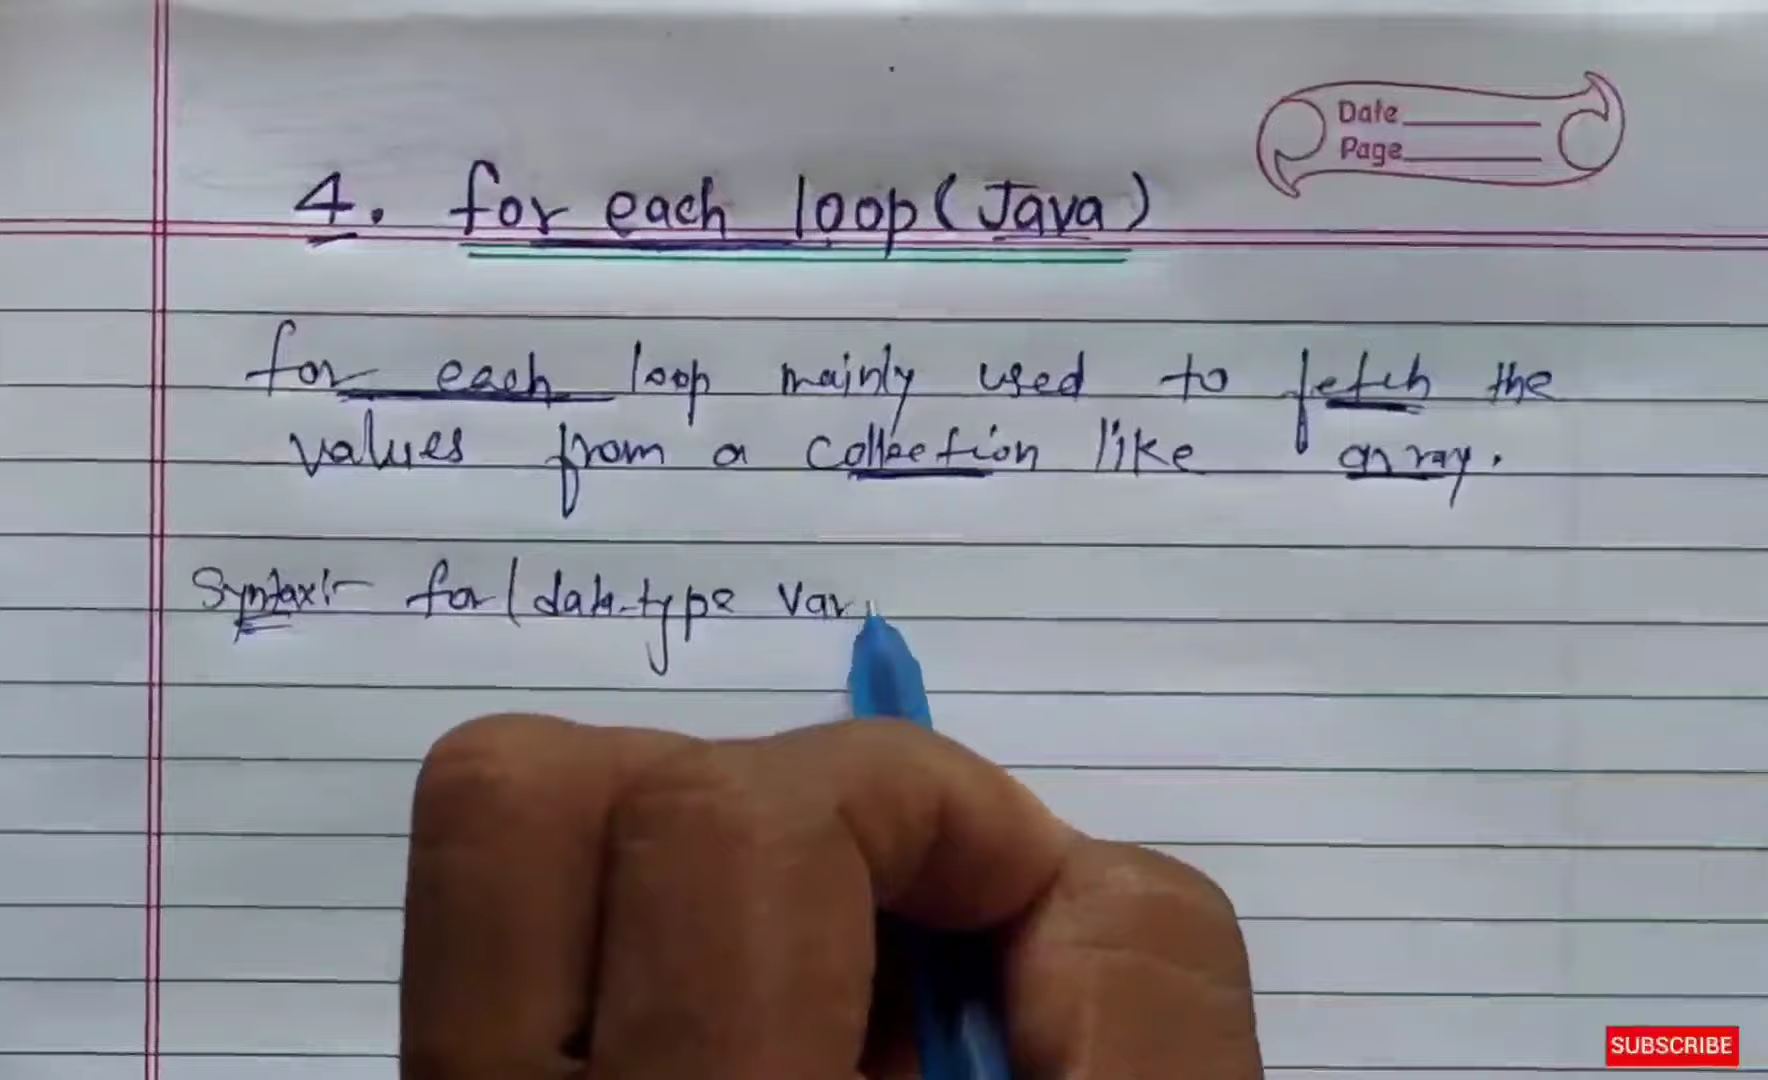 Date
Page
4. for each loop (Java)
for each loop mainly used to fetch the
values from a collection like array.
Syntax:- for( data-type var
SUBSCRIBE